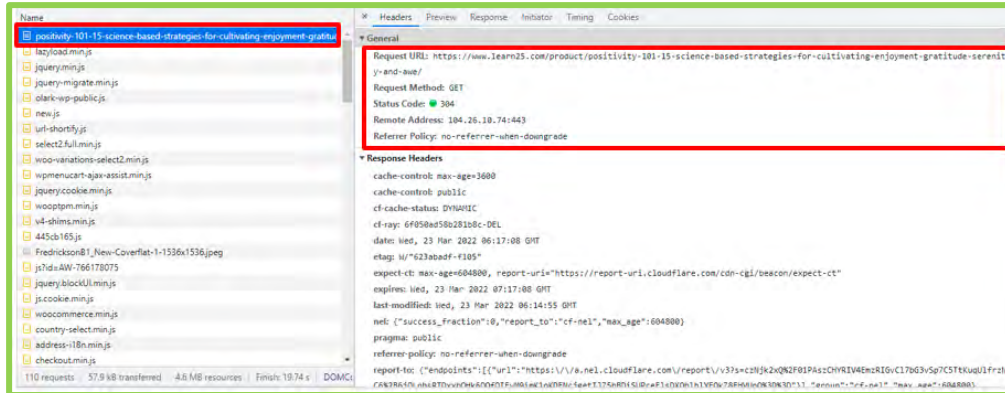 Name
positivity-101-15-science-based-strategies-for-cultivating-enjoyment-gratitud
lazyload.min.js
jquery.min.js
jquery-migrate.min.js
olark-wp-public.js
new.js
url-shortify.js
select2.full.min.js
woo-variations-select2.min.js
wpmenucart-ajax-assist.min.js
jquery.cookie.min.js
wooptpm.min.js
v4-shims.min.js
445cb165.js
FredricksonB1_New-Coverflat-1-1536x1536.jpeg
js?id=AW-766178075
jquery.blockUI.min.js
js.cookie.min.js
woocommerce.min.js
country-select.min.js
address-i18n.min.js
checkout.min.js
110 requests 57.9 kB transferred 4.6 MB resources Finish: 19.74 s DOMCo
× Headers Preview Response Initiator Timing Cookies
▼ General
Request URL: https://www.learn25.com/product/positivity-101-15-science-based-strategies-for-cultivating-enjoyment-gratitude-serenit
y-and-awe/
Request Method: GET
Status Code: 304
Remote Address: 104.26.10.74:443
Referrer Policy: no-referrer-when-downgrade
▼ Response Headers
cache-control: max-age=3600
cache-control: public
cf-cache-status: DYNAMIC
cf-ray: 6f050ad58b281b8c-DEL
date: Wed, 23 Mar 2022 06:17:08 GMT
etag: W/"623abadf-f105"
expect-ct: max-age=604800, report-uri="https://report-uri.cloudflare.com/cdn-cgi/beacon/expect-ct"
expires: Wed, 23 Mar 2022 07:17:08 GMT
last-modified: Wed, 23 Mar 2022 06:14:55 GMT
nel: {"success_fraction":0,"report_to":"cf-nel","max_age":604800}
pragma: public
referrer-policy: no-referrer-when-downgrade
report-to: {"endpoints":[{"url":"https:\/\/a.nel.cloudflare.com\/report\/v3?